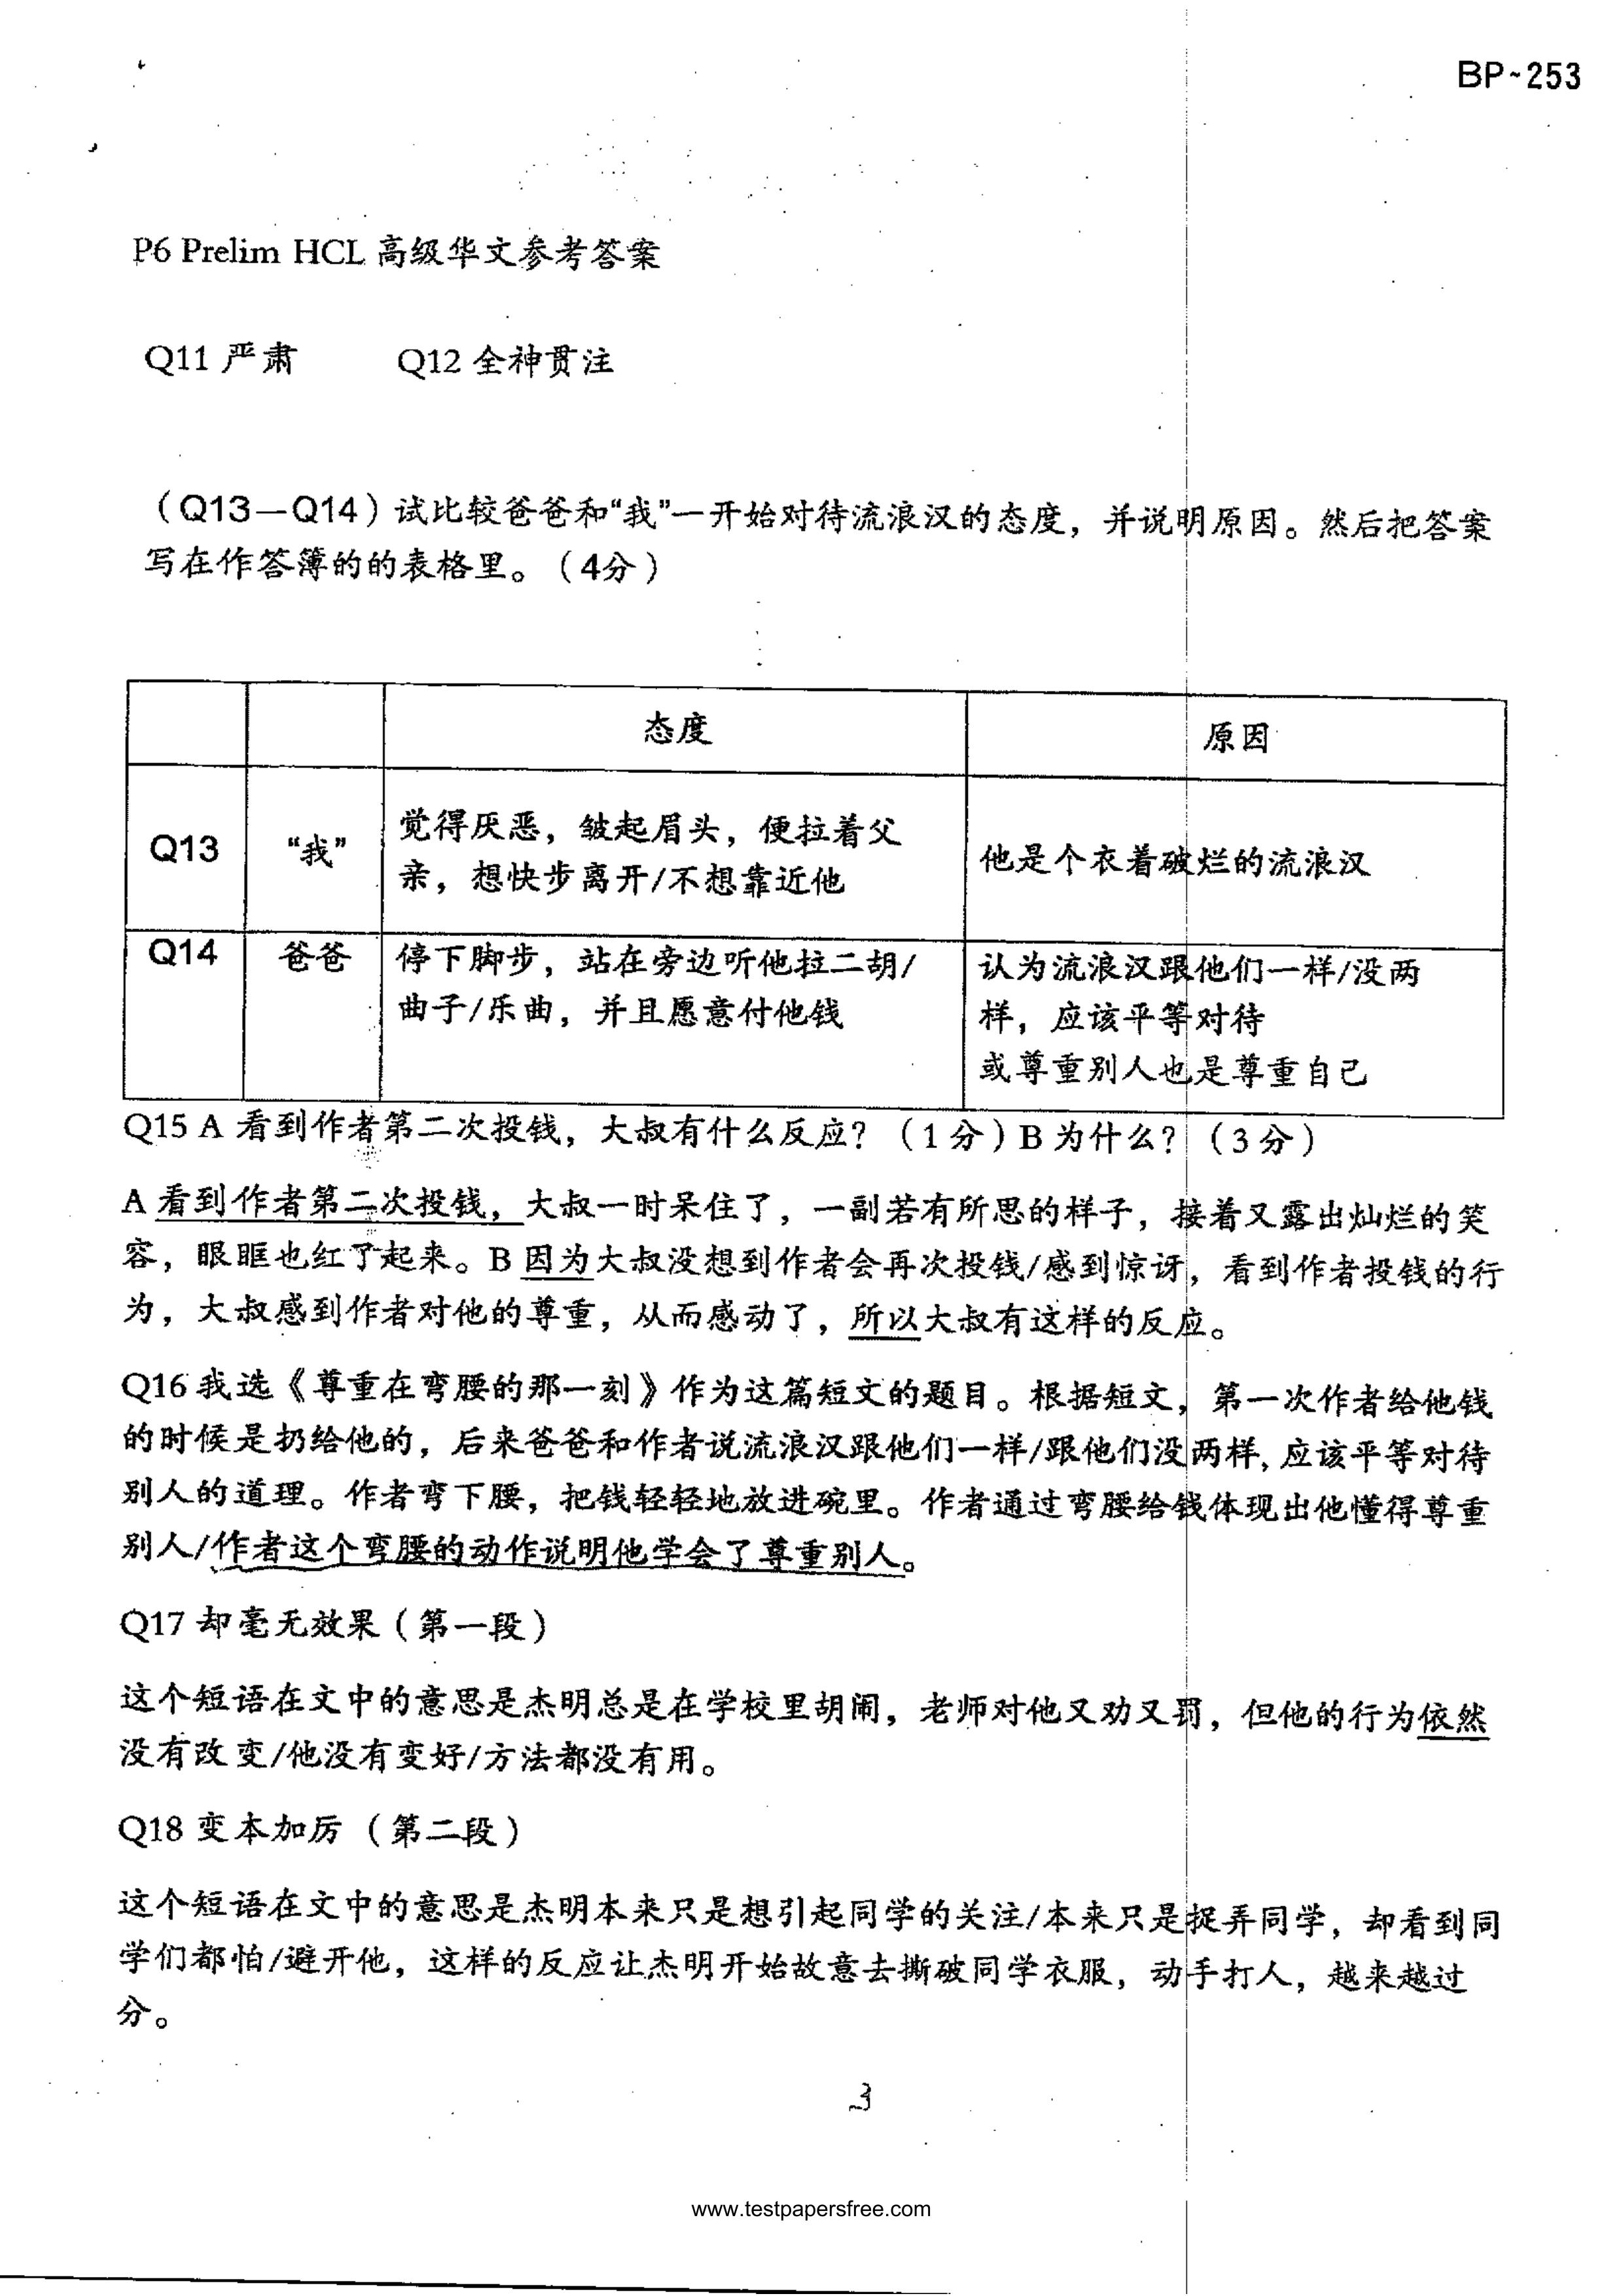 BP~253
P6 Prelim HCL 高级华文参考答案
Q11 严肃 Q12 全神贯注
（Q13—Q14）试比较爸爸和“我”一开始对待流浪汉的态度，并说明原因。然后把答案
写在作答簿的的表格里。（4分）
态度 原因
Q13 “我” 觉得厌恶，皱起眉头，便拉着父
亲，想快步离开/不想靠近他 他是个衣着破烂的流浪汉
Q14 爸爸 停下脚步，站在旁边听他拉二胡/
曲子/乐曲，并且愿意付他钱 认为流浪汉跟他们一样/没两
样，应该平等对待
或尊重别人也是尊重自己
Q15 A 看到作者第二次投钱，大叔有什么反应？（1分）B 为什么？（3分）
A 看到作者第二次投钱，大叔一时呆住了，一副若有所思的样子，接着又露出灿烂的笑
容，眼眶也红了起来。B 因为大叔没想到作者会再次投钱/感到惊讶，看到作者投钱的行
为，大叔感到作者对他的尊重，从而感动了，所以大叔有这样的反应。
Q16 我选《尊重在弯腰的那一刻》作为这篇短文的题目。根据短文，第一次作者给他钱
的时候是扔给他的，后来爸爸和作者说流浪汉跟他们一样/跟他们没两样,应该平等对待
别人的道理。作者弯下腰，把钱轻轻地放进碗里。作者通过弯腰给钱体现出他懂得尊重
别人/作者这个弯腰的动作说明他学会了尊重别人。
Q17 却毫无效果（第一段）
这个短语在文中的意思是杰明总是在学校里胡闹，老师对他又劝又罚，但他的行为依然
没有改变/他没有变好/方法都没有用。
Q18 变本加厉（第二段）
这个短语在文中的意思是杰明本来只是想引起同学的关注/本来只是捉弄同学，却看到同
学们都怕/避开他，这样的反应让杰明开始故意去撕破同学衣服，动手打人，越来越过
分。
3
www.testpapersfree.com